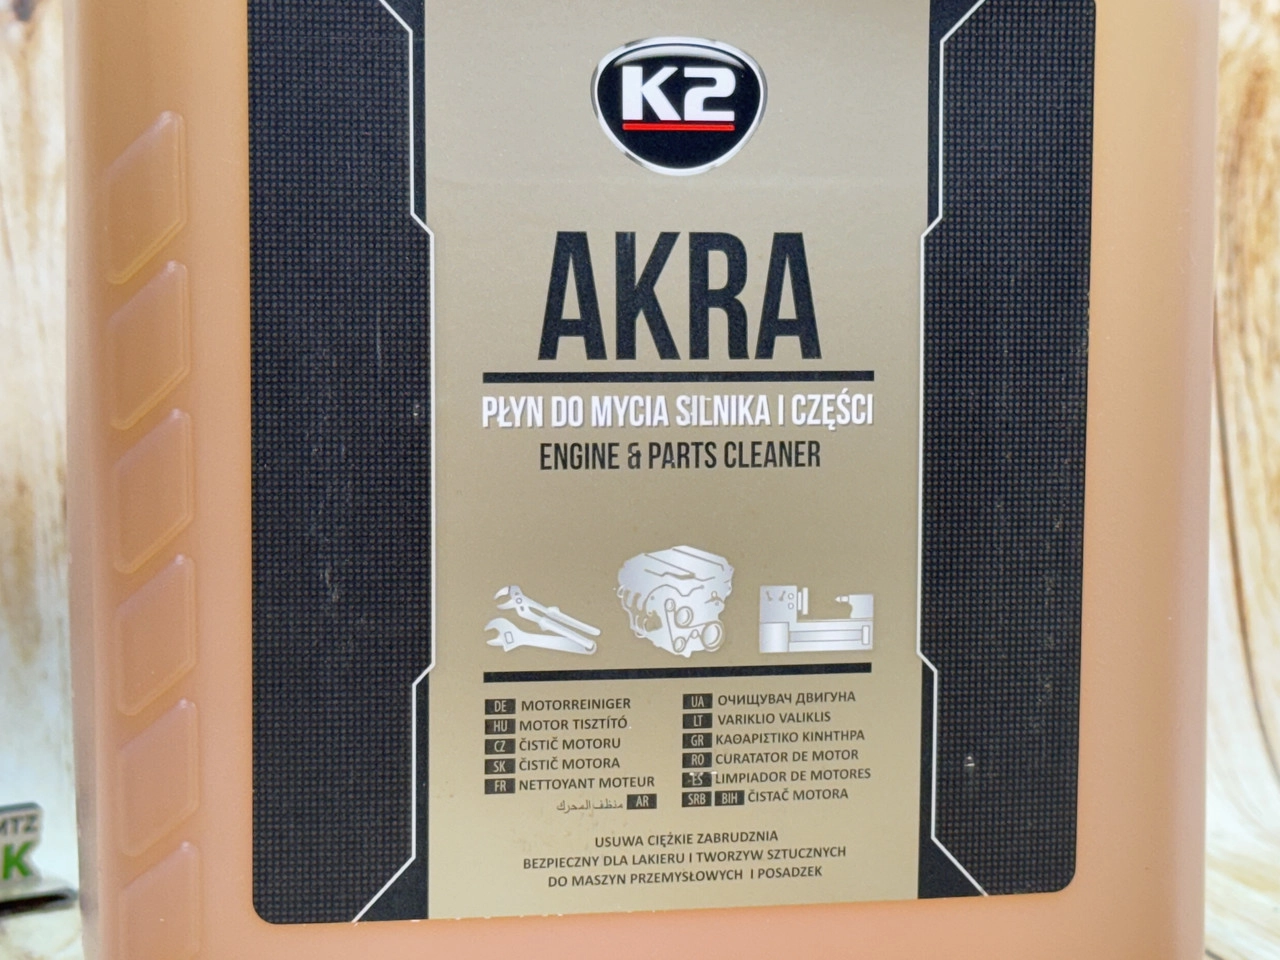 K2
AKRA
PŁYN DO MYCIA SILNIKA I CZĘŚCI
ENGINE & PARTS CLEANER
DE MOTORREINIGER
HU MOTOR TISZTÍTÓ
CZ ČISTIČ MOTORU
SK ČISTIČ MOTORA
FR NETTOYANT MOTEUR
منظف المحرك AR
UA ОЧИЩУВАЧ ДВИГУНА
LT VARIKLIO VALIKLIS
GR ΚΑΘΑΡΙΣΤΙΚΟ ΚΙΝΗΤΗΡΑ
RO CURATATOR DE MOTOR
ES LIMPIADOR DE MOTORES
SRB BIH ČISTAČ MOTORA
USUWA CIĘŻKIE ZABRUDZNIA
BEZPIECZNY DLA LAKIERU I TWORZYW SZTUCZNYCH
DO MASZYN PRZEMYSŁOWYCH I POSADZEK
MTZ
K